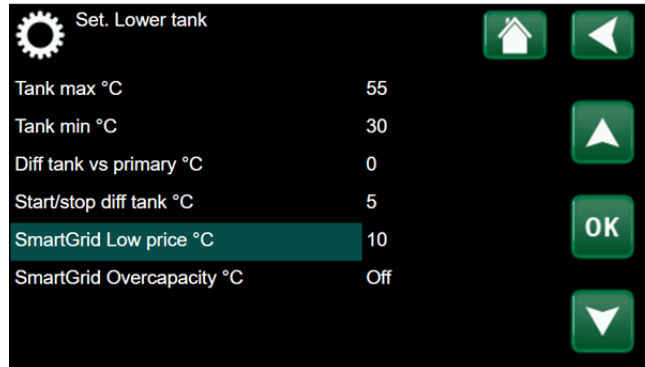 Set. Lower tank
Tank max °C 55
Tank min °C 30
Diff tank vs primary °C 0
Start/stop diff tank °C 5
SmartGrid Low price °C 10
OK
SmartGrid Overcapacity °C Off